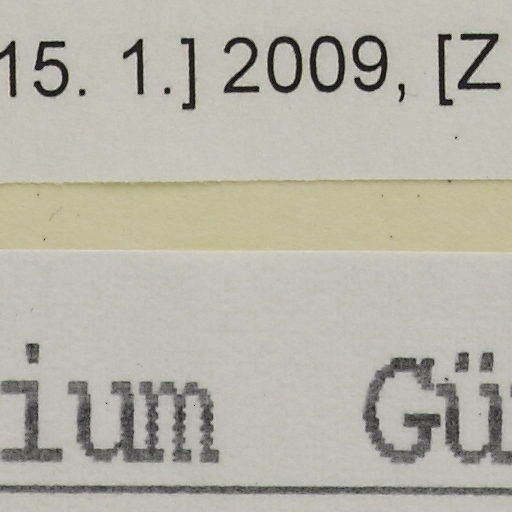 15. 1.] 2009, [Z
ium Gü